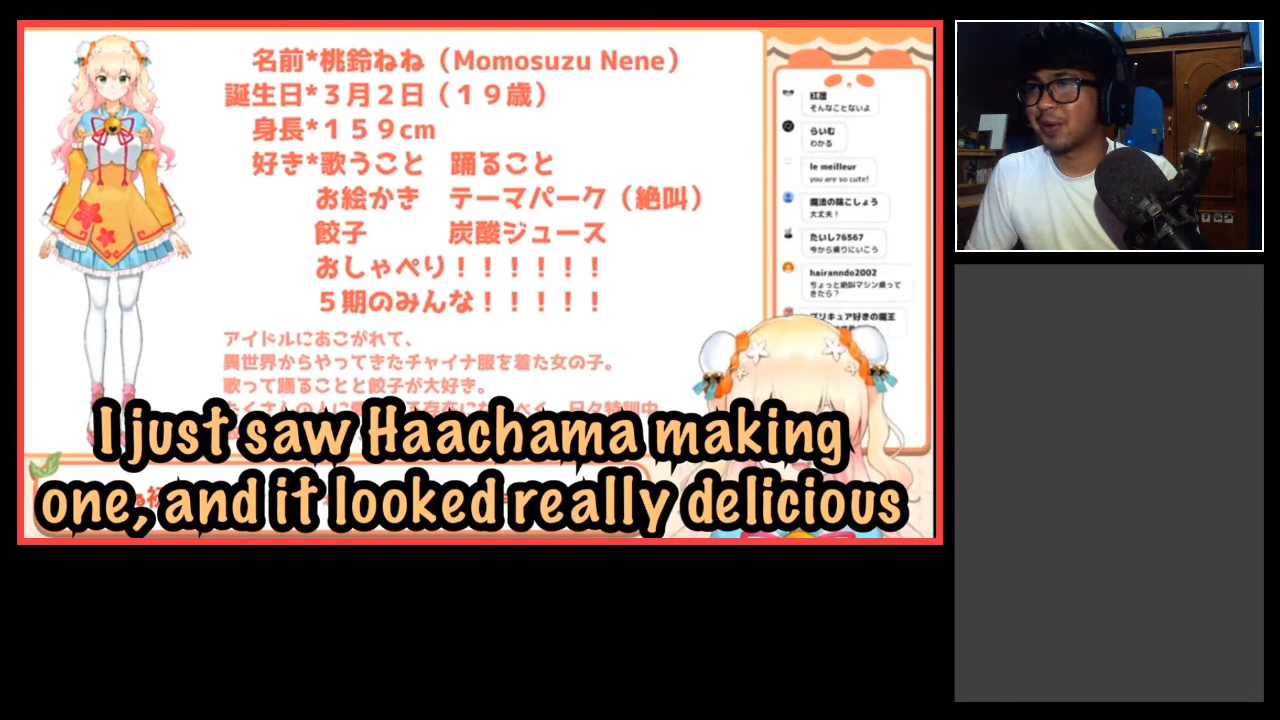 名前*桃鈴ねね（Momosuzu Nene）
誕生日*３月２日（１９歳）
身長*１５９cm
好き*歌うこと　踊ること
お絵かき　テーマパーク（絶叫）
餃子　炭酸ジュース
おしゃべり！！！！！！
５期のみんな！！！！！
アイドルにあこがれて、
異世界からやってきたチャイナ服を着た女の子。
歌って踊ることと餃子が大好き。
I just saw Haachama making
one, and it looked really delicious
紅蓮
そんなことないよ
らいむ
わかる
le meilleur
you are so cute!
魔法の味こしょう
大丈夫！
たいし76567
今から乗りにいこう
hairanndo2002
ちょっと絶叫マシン乗って
きたら？
プリキュア好きの魔王